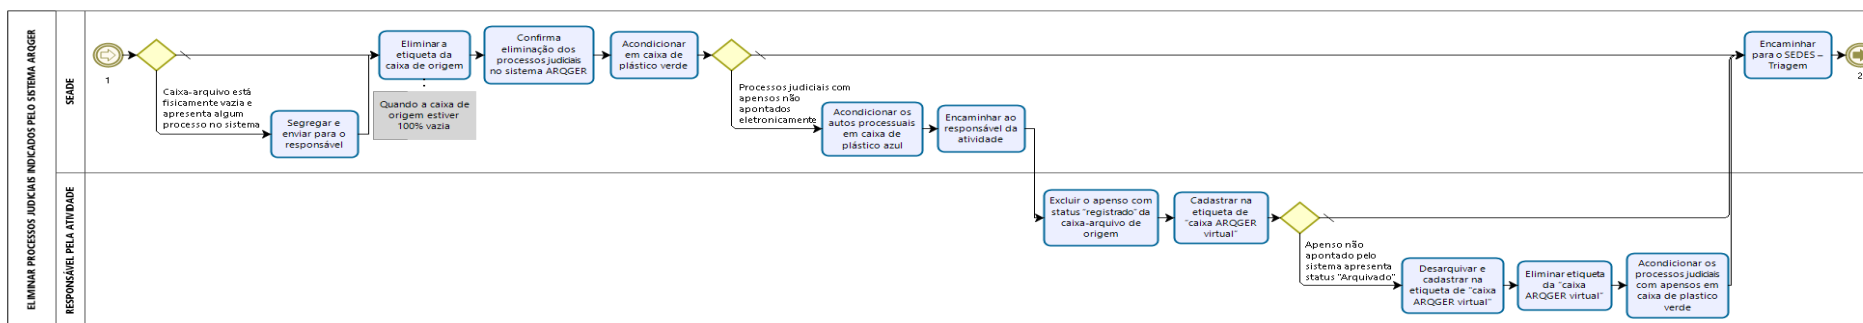 ELIMINAR PROCESSOS JUDICIAIS INDICADOS PELO SISTEMA ARQGER
SEADE
1
Caixa-arquivo está
fisicamente vazia e
apresenta algum
processo no sistema
Segregar e
enviar para o
responsável
Eliminar a
etiqueta da
caixa de origem
Quando a caixa de
origem estiver
100% vazia
Confirma
eliminação dos
processos judiciais
no sistema ARQGER
Acondicionar
em caixa de
plástico verde
Processos judiciais com
apensos não
apontados
eletronicamente
Acondicionar os
autos processuais
em caixa de
plástico azul
Encaminhar ao
responsável da
atividade
Encaminhar
para o SEDES –
Triagem
2
RESPONSÁVEL PELA ATIVIDADE
Excluir o apenso com
status "registrado" da
caixa-arquivo de
origem
Cadastrar na
etiqueta de
"caixa ARQGER
virtual"
Apenso não
apontado pelo
sistema apresenta
status "Arquivado"
Desarquivar e
cadastrar na
etiqueta de "caixa
ARQGER virtual"
Eliminar etiqueta
da "caixa
ARQGER virtual"
Acondicionar os
processos judiciais
com apensos em
caixa de plastico
verde